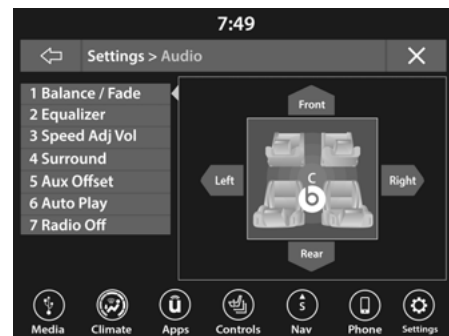 7:49
Settings > Audio
1 Balance / Fade
2 Equalizer
3 Speed Adj Vol
4 Surround
5 Aux Offset
6 Auto Play
7 Radio Off
Front
Left
C
b
Right
Rear
ū
S
Media Climate Apps Controls Nav Phone Settings